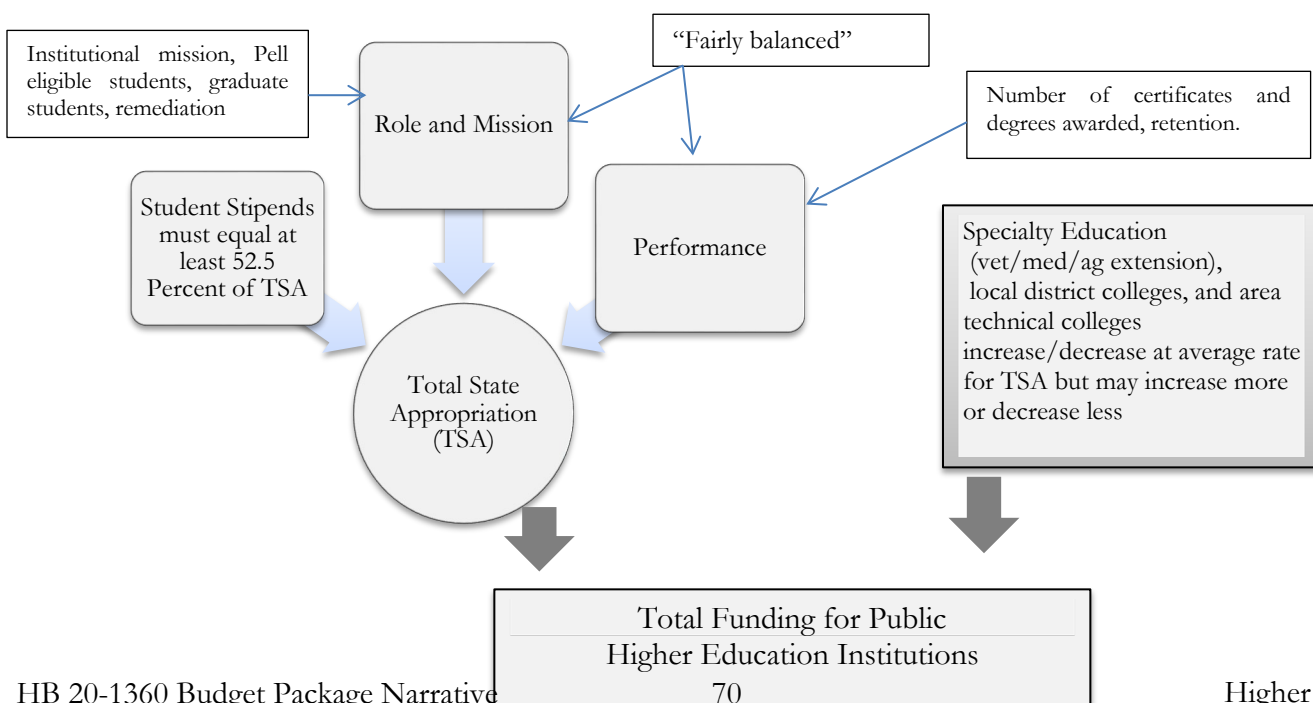 Institutional mission, Pell
eligible students, graduate
students, remediation
“Fairly balanced”
Number of certificates and
degrees awarded, retention.
Role and Mission
Student Stipends
must equal at
least 52.5
Percent of TSA
Performance
Specialty Education
(vet/med/ag extension),
local district colleges, and area
technical colleges
increase/decrease at average rate
for TSA but may increase more
or decrease less
Total State
Appropriation
(TSA)
Total Funding for Public
Higher Education Institutions
HB 20-1360 Budget Package Narrative 70 Higher